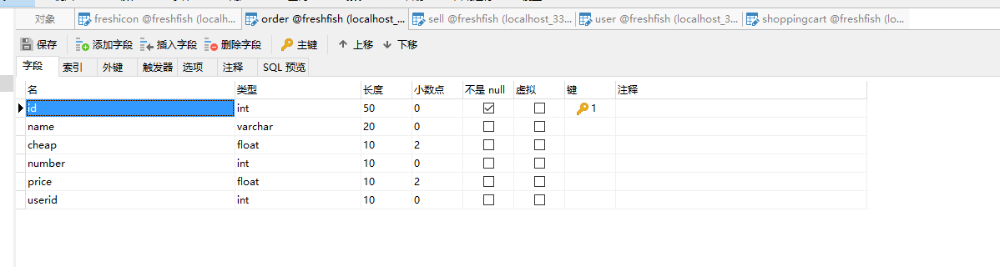 对象 freshicon @freshfish (localh... order @freshfish (localhost_... sell @freshfish (localhost_33... user @freshfish (localhost_3... shoppingcart @freshfish (lo...
保存 添加字段 插入字段 删除字段 主键 上移 下移
字段 索引 外键 触发器 选项 注释 SQL 预览
名 类型 长度 小数点 不是 null 虚拟 键 注释
id int 50 0 1
name varchar 20 0
cheap float 10 2
number int 10 0
price float 10 2
userid int 10 0